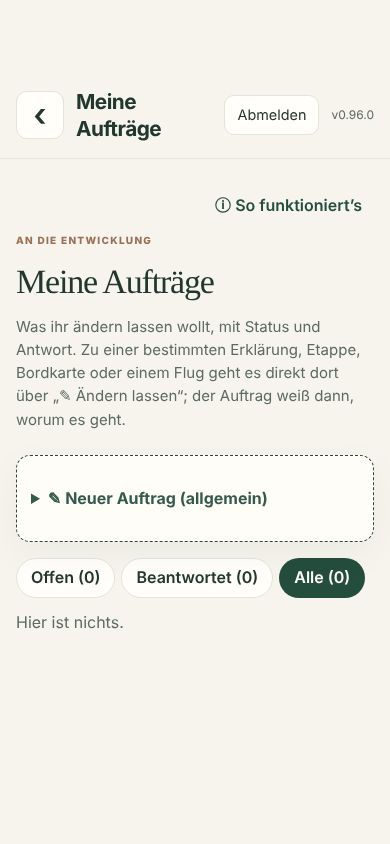 ‹
Meine
Aufträge
Abmelden
v0.96.0
ⓘ So funktioniert’s
AN DIE ENTWICKLUNG
Meine Aufträge
Was ihr ändern lassen wollt, mit Status und
Antwort. Zu einer bestimmten Erklärung, Etappe,
Bordkarte oder einem Flug geht es direkt dort
über „✎ Ändern lassen“; der Auftrag weiß dann,
worum es geht.
▶ ✎ Neuer Auftrag (allgemein)
Offen (0)
Beantwortet (0)
Alle (0)
Hier ist nichts.